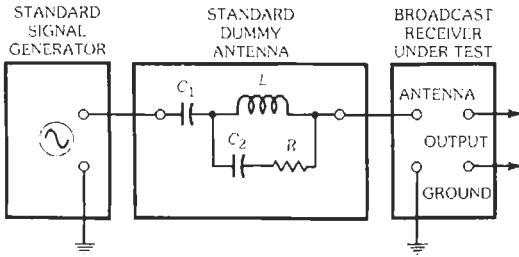 STANDARD
SIGNAL
GENERATOR
STANDARD
DUMMY
ANTENNA
BROADCAST
RECEIVER
UNDER TEST
C1
L
C2
R
ANTENNA
OUTPUT
GROUND